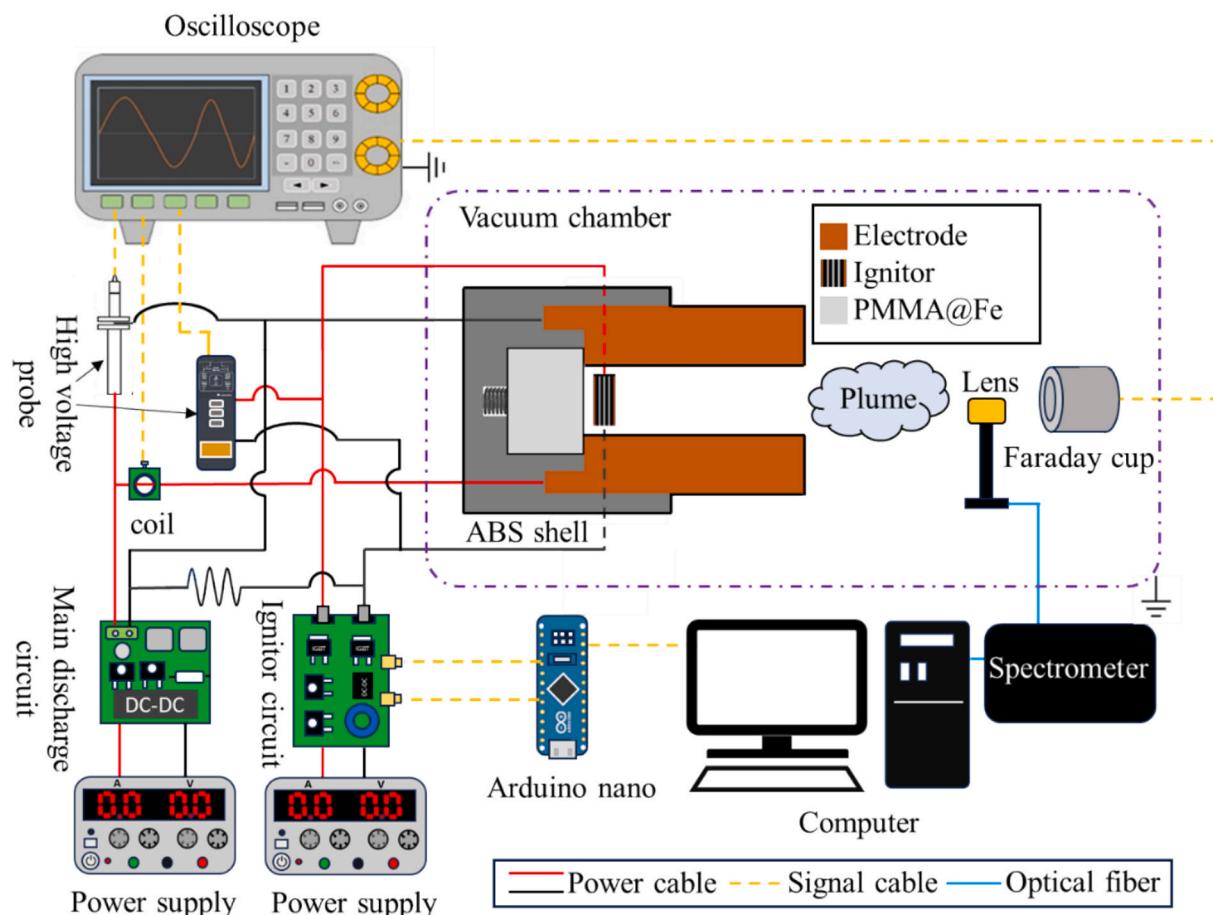 Oscilloscope
1 2 3
4 5 6
7 8 9
- 0
Vacuum chamber
Electrode
Ignitor
PMMA@Fe
High voltage
probe
Plume
Lens
Faraday cup
coil
ABS shell
Main discharge
circuit
DC-DC
Ignitor circuit
IGBT IGBT
DC-DC
Arduino nano
Computer
Spectrometer
A V
0.0 0.0
Power supply
A V
0.0 0.0
Power supply
Power cable
Signal cable
Optical fiber